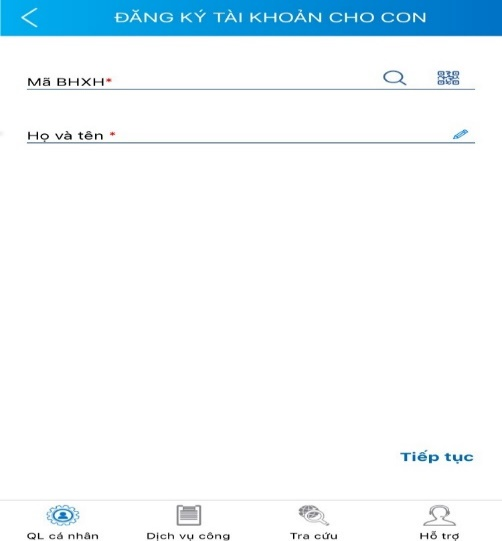 ĐĂNG KÝ TÀI KHOẢN CHO CON
Mã BHXH*
Họ và tên *
Tiếp tục
QL cá nhân Dịch vụ công Tra cứu Hỗ trợ